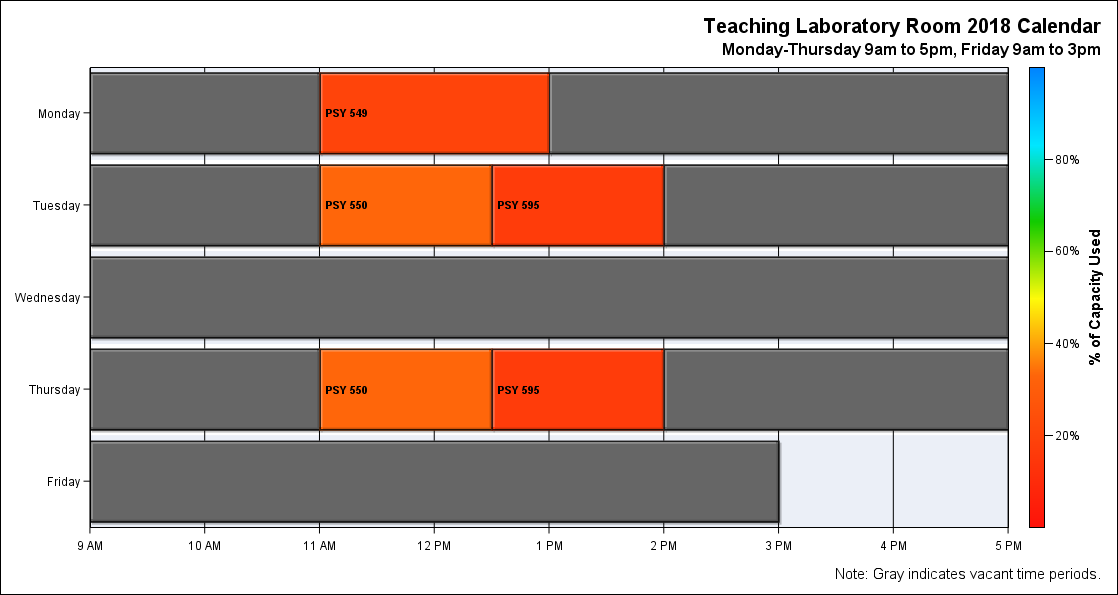 Teaching Laboratory Room 2018 Calendar
Monday-Thursday 9am to 5pm, Friday 9am to 3pm
Monday
PSY 549
Tuesday
PSY 550
PSY 595
Wednesday
Thursday
PSY 550
PSY 595
Friday
9 AM
10 AM
11 AM
12 PM
1 PM
2 PM
3 PM
4 PM
5 PM
80%
60%
40%
20%
% of Capacity Used
Note: Gray indicates vacant time periods.